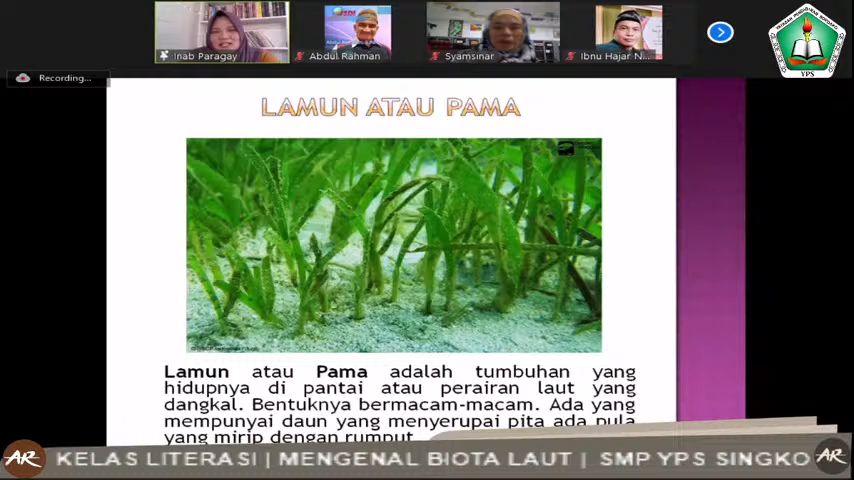 Inab Paragay
Abdul Rahman
Syamsinar
Ibnu Hajar N...
YPS
Recording...
LAMUN ATAU PAMA
Lamun atau Pama adalah tumbuhan yang
hidupnya di pantai atau perairan laut yang
dangkal. Bentuknya bermacam-macam. Ada yang
mempunyai daun yang menyerupai pita ada pula
yang mirip dengan rumput
AR KELAS LITERASI | MENGENAL BIOTA LAUT | SMP YPS SINGKO AR